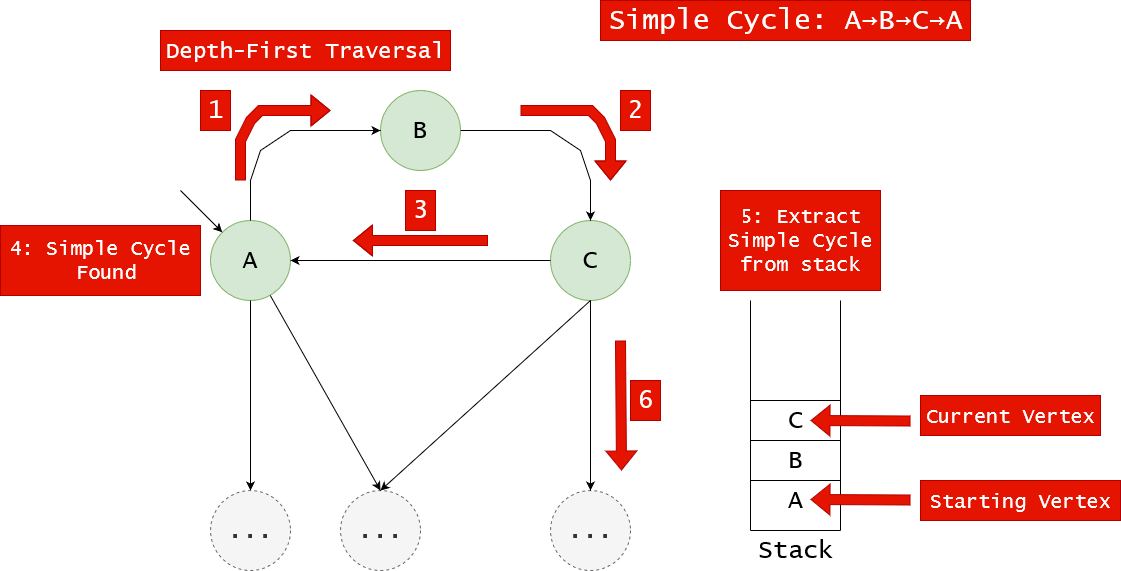 Simple Cycle: A→B→C→A
Depth-First Traversal
1
B
2
3
4: Simple Cycle
Found
A
C
5: Extract
Simple Cycle
from stack
6
C
Current Vertex
B
A
Starting Vertex
...
...
...
Stack